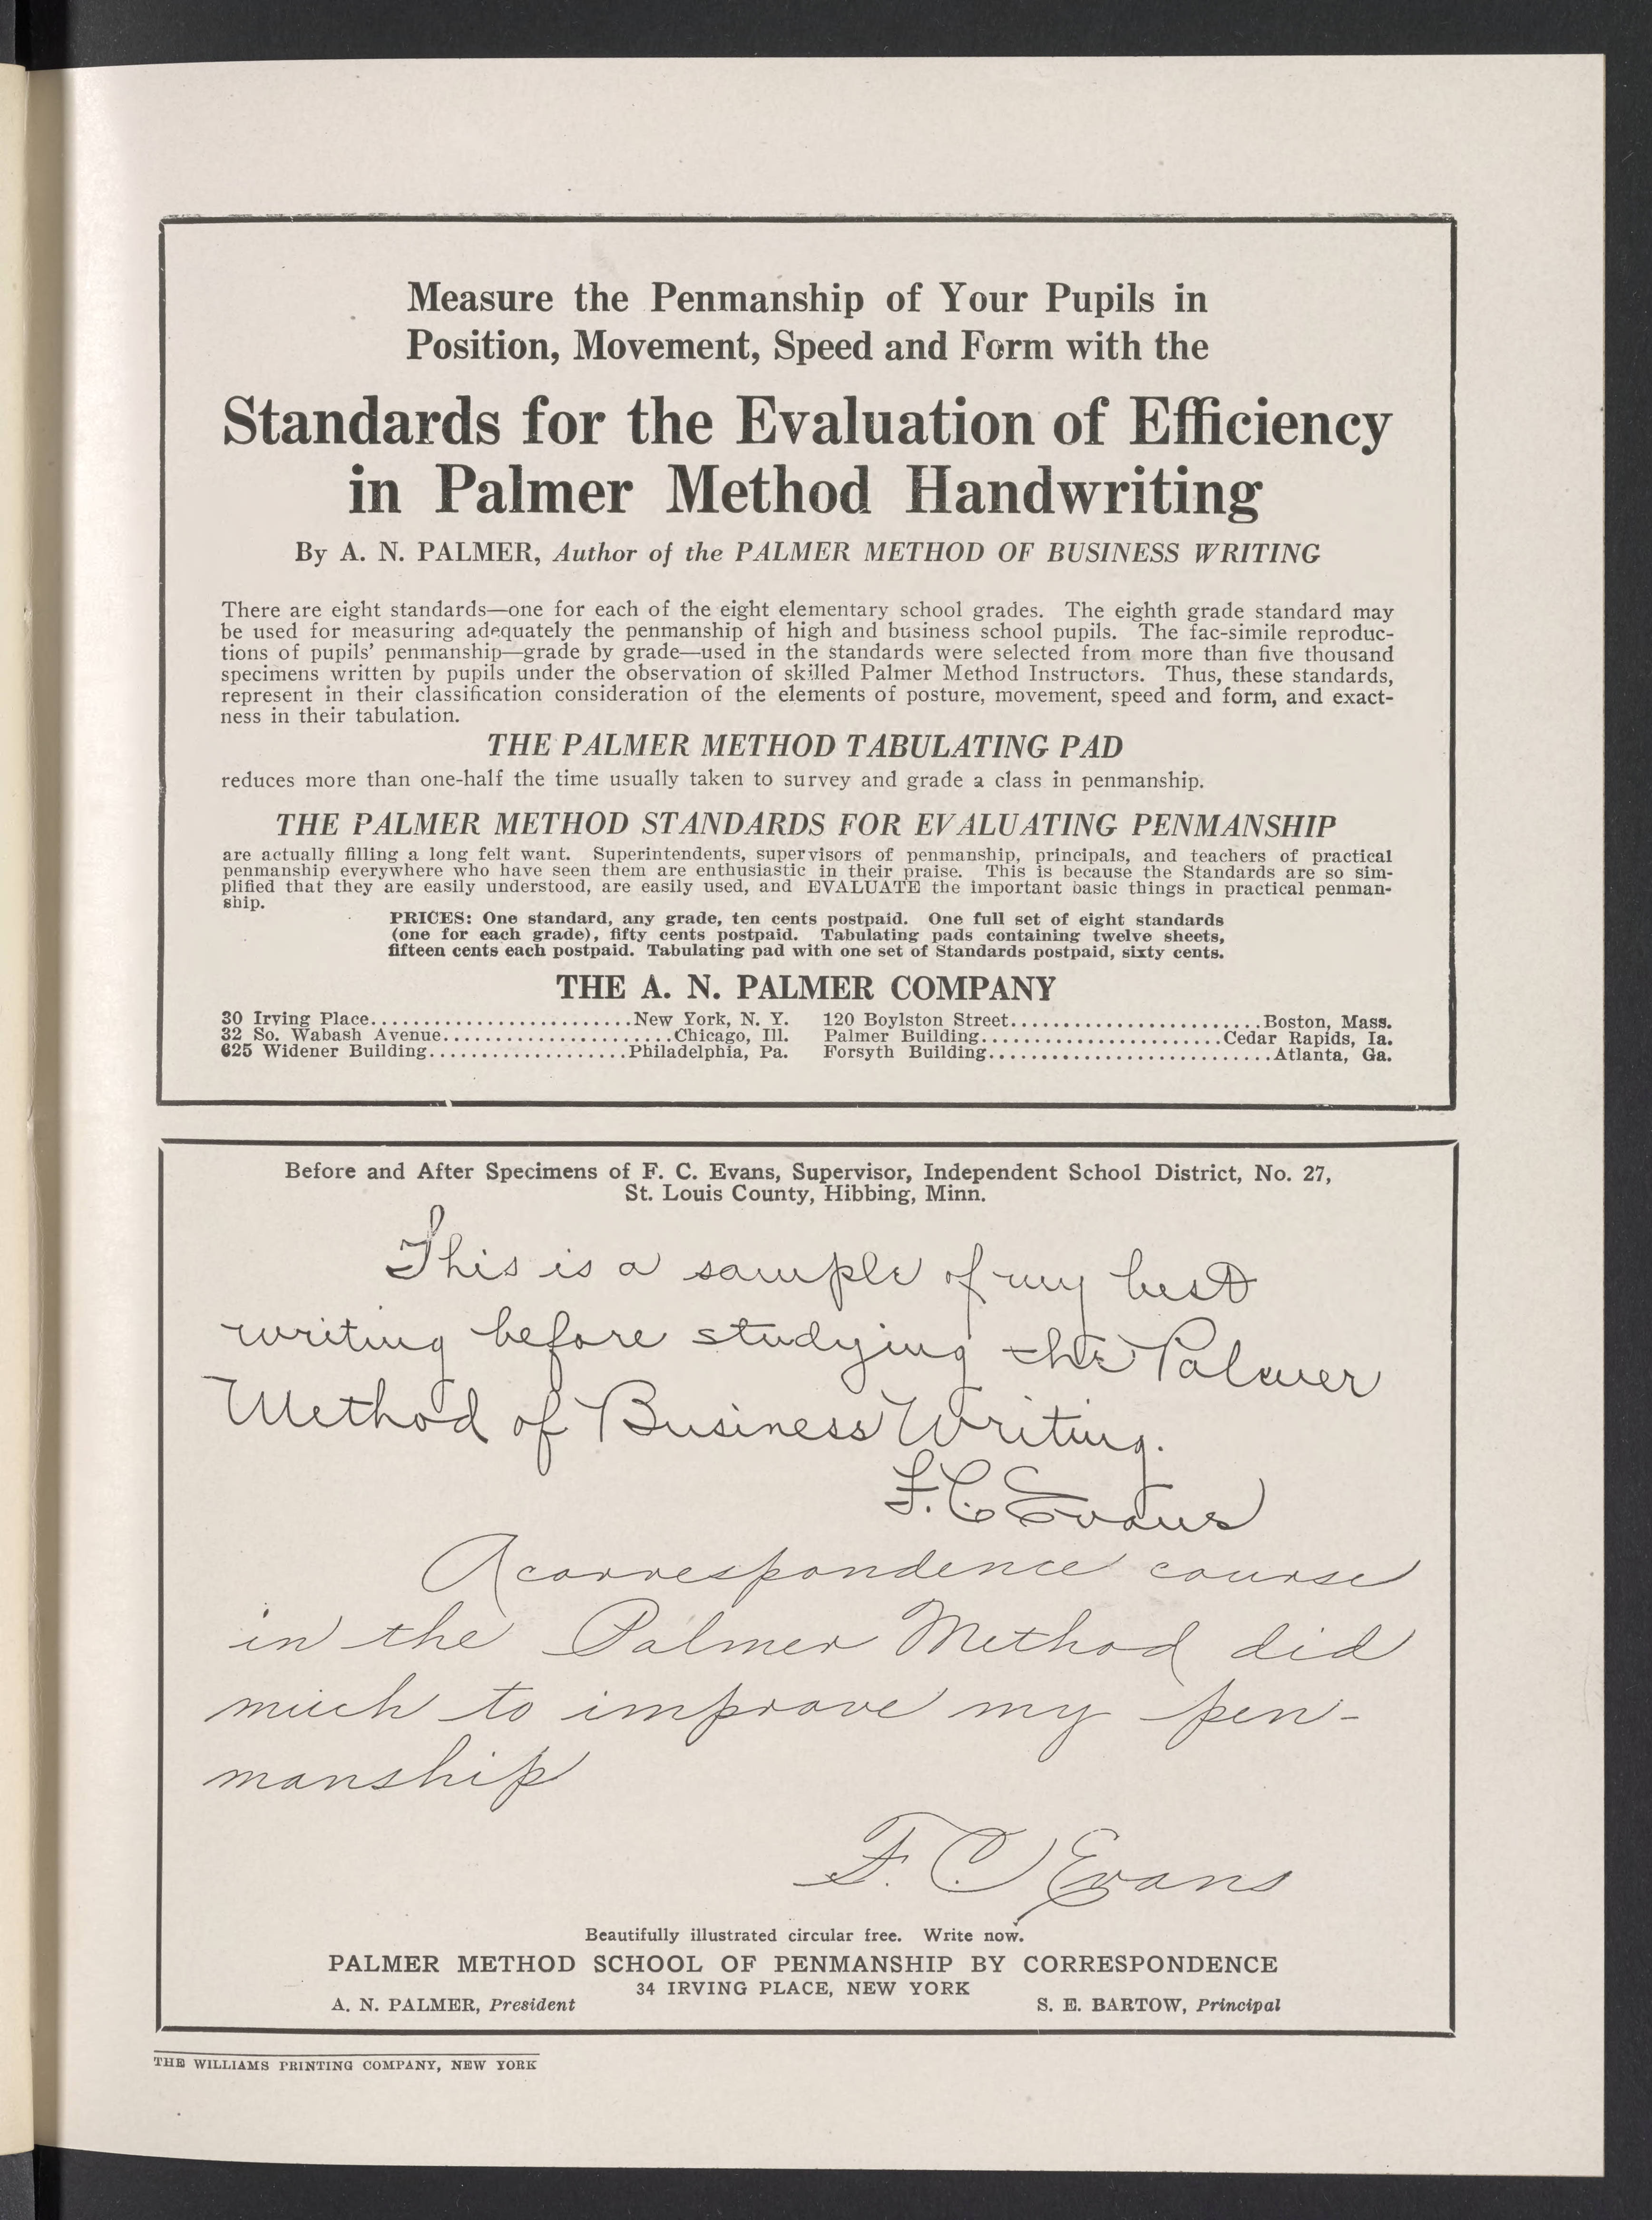 Measure the Penmanship of Your Pupils in
Position, Movement, Speed and Form with the
Standards for the Evaluation of Efficiency
in Palmer Method Handwriting
By A. N. PALMER, Author of the PALMER METHOD OF BUSINESS WRITING
There are eight standards—one for each of the eight elementary school grades. The eighth grade standard may
be used for measuring adequately the penmanship of high and business school pupils. The fac-simile reproduc-
tions of pupils' penmanship—grade by grade—used in the standards were selected from more than five thousand
specimens written by pupils under the observation of skilled Palmer Method Instructors. Thus, these standards,
represent in their classification consideration of the elements of posture, movement, speed and form, and exact-
ness in their tabulation.
THE PALMER METHOD TABULATING PAD
reduces more than one-half the time usually taken to survey and grade a class in penmanship.
THE PALMER METHOD STANDARDS FOR EVALUATING PENMANSHIP
are actually filling a long felt want. Superintendents, supervisors of penmanship, principals, and teachers of practical
penmanship everywhere who have seen them are enthusiastic in their praise. This is because the Standards are so sim-
plified that they are easily understood, are easily used, and EVALUATE the important basic things in practical penman-
ship.
PRICES: One standard, any grade, ten cents postpaid. One full set of eight standards
(one for each grade), fifty cents postpaid. Tabulating pads containing twelve sheets,
fifteen cents each postpaid. Tabulating pad with one set of Standards postpaid, sixty cents.
THE A. N. PALMER COMPANY
30 Irving Place.........................New York, N. Y. 120 Boylston Street........................Boston, Mass.
32 So. Wabash Avenue......................Chicago, Ill. Palmer Building.......................Cedar Rapids, Ia.
625 Widener Building...................Philadelphia, Pa. Forsyth Building...........................Atlanta, Ga.
Before and After Specimens of F. C. Evans, Supervisor, Independent School District, No. 27,
St. Louis County, Hibbing, Minn.
This is a sample of my best
writing before studying the Palmer
Method of Business Writing.
F. C. Evans
A correspondence course
in the Palmer Method did
much to improve my pen-
manship
F. C. Evans
Beautifully illustrated circular free. Write now.
PALMER METHOD SCHOOL OF PENMANSHIP BY CORRESPONDENCE
34 IRVING PLACE, NEW YORK
A. N. PALMER, President S. E. BARTOW, Principal
THE WILLIAMS PRINTING COMPANY, NEW YORK